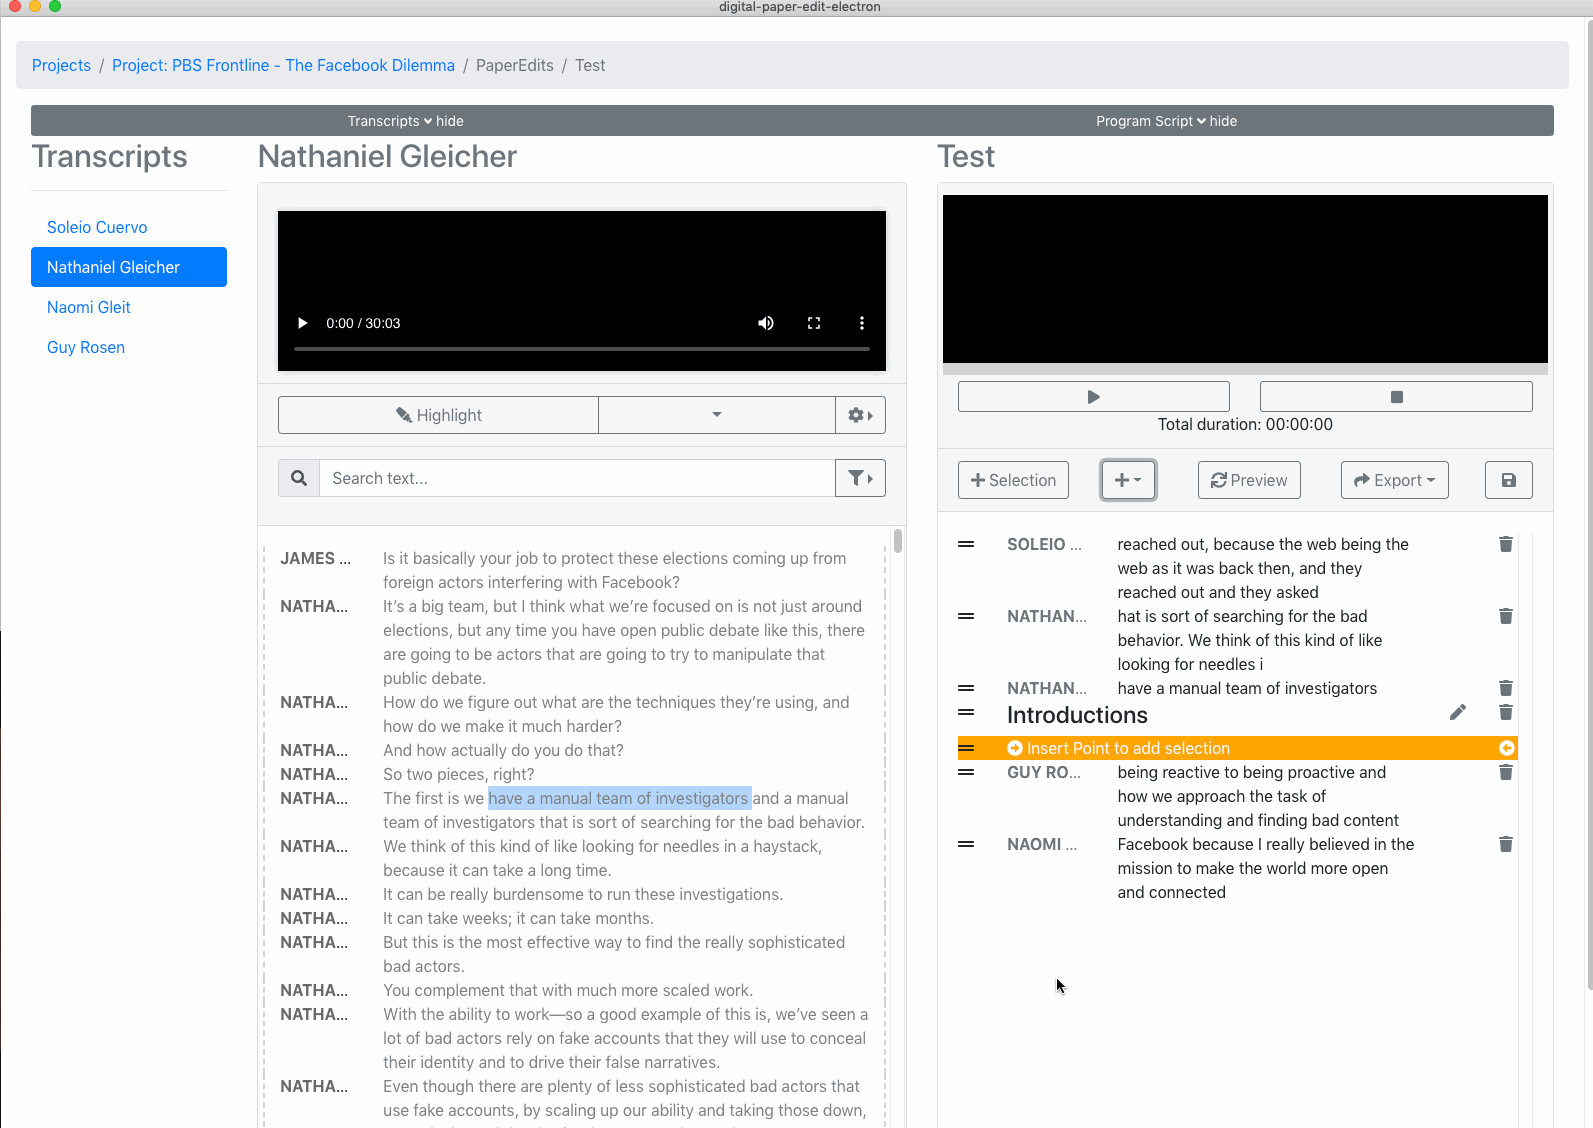 digital-paper-edit-electron
Projects / Project: PBS Frontline - The Facebook Dilemma / PaperEdits / Test
Transcripts hide
Program Script hide
Transcripts
Soleio Cuervo
Nathaniel Gleicher
Naomi Gleit
Guy Rosen
Nathaniel Gleicher
0:00 / 30:03
Highlight
Search text...
JAMES ... Is it basically your job to protect these elections coming up from
foreign actors interfering with Facebook?
NATHA... It’s a big team, but I think what we’re focused on is not just around
elections, but any time you have open public debate like this, there
are going to be actors that are going to try to manipulate that
public debate.
NATHA... How do we figure out what are the techniques they’re using, and
how do we make it much harder?
NATHA... And how actually do you do that?
NATHA... So two pieces, right?
NATHA... The first is we have a manual team of investigators and a manual
team of investigators that is sort of searching for the bad behavior.
NATHA... We think of this kind of like looking for needles in a haystack,
because it can take a long time.
NATHA... It can be really burdensome to run these investigations.
NATHA... It can take weeks; it can take months.
NATHA... But this is the most effective way to find the really sophisticated
bad actors.
NATHA... You complement that with much more scaled work.
NATHA... With the ability to work—so a good example of this is, we’ve seen a
lot of bad actors rely on fake accounts that they will use to conceal
their identity and to drive their false narratives.
NATHA... Even though there are plenty of less sophisticated bad actors that
use fake accounts, by scaling up our ability and taking those down,
Test
Total duration: 00:00:00
Selection
Preview
Export
SOLEIO ... reached out, because the web being the
web as it was back then, and they
reached out and they asked
NATHAN... hat is sort of searching for the bad
behavior. We think of this kind of like
looking for needles i
NATHAN... have a manual team of investigators
Introductions
Insert Point to add selection
GUY RO... being reactive to being proactive and
how we approach the task of
understanding and finding bad content
NAOMI ... Facebook because I really believed in the
mission to make the world more open
and connected